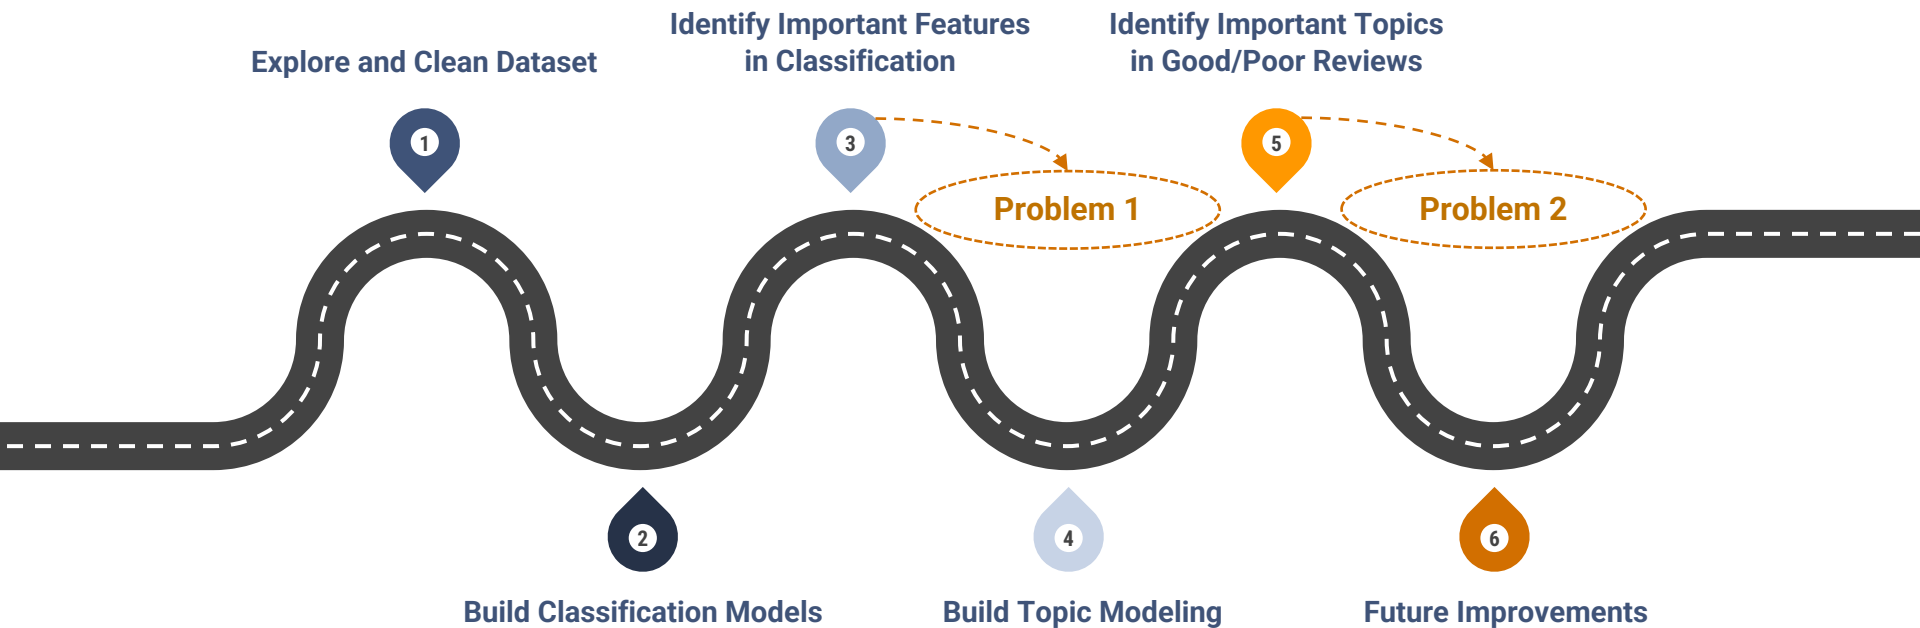 Explore and Clean Dataset
1
Build Classification Models
2
Identify Important Features
in Classification
3
Problem 1
Build Topic Modeling
4
Identify Important Topics
in Good/Poor Reviews
5
Problem 2
Future Improvements
6